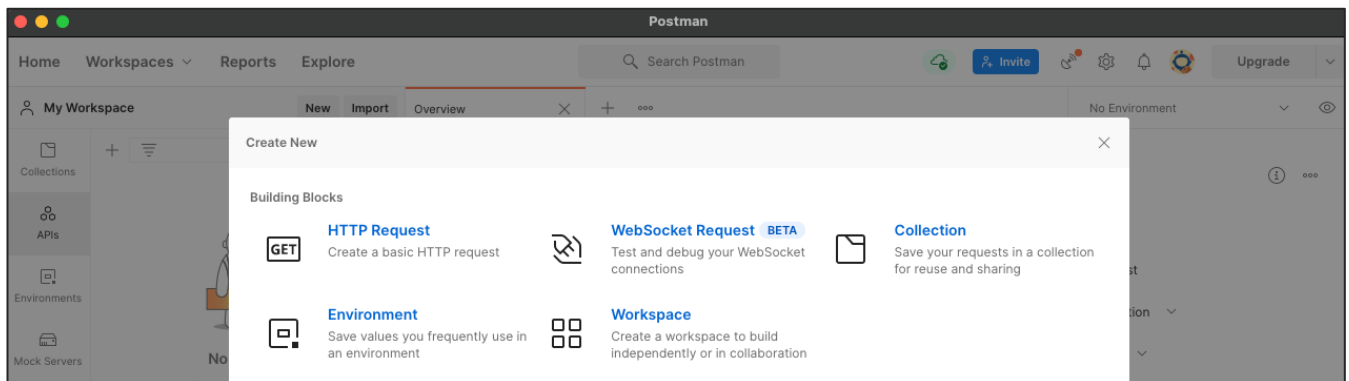 Postman
Home Workspaces Reports Explore Search Postman Invite Upgrade
My Workspace New Import Overview No Environment
Create New
Collections
Building Blocks
APIs
HTTP Request
Create a basic HTTP request
GET
WebSocket Request BETA
Test and debug your WebSocket
connections
Collection
Save your requests in a collection
for reuse and sharing
st
Environments
Environment
Save values you frequently use in
an environment
Workspace
Create a workspace to build
independently or in collaboration
tion
Mock Servers
No